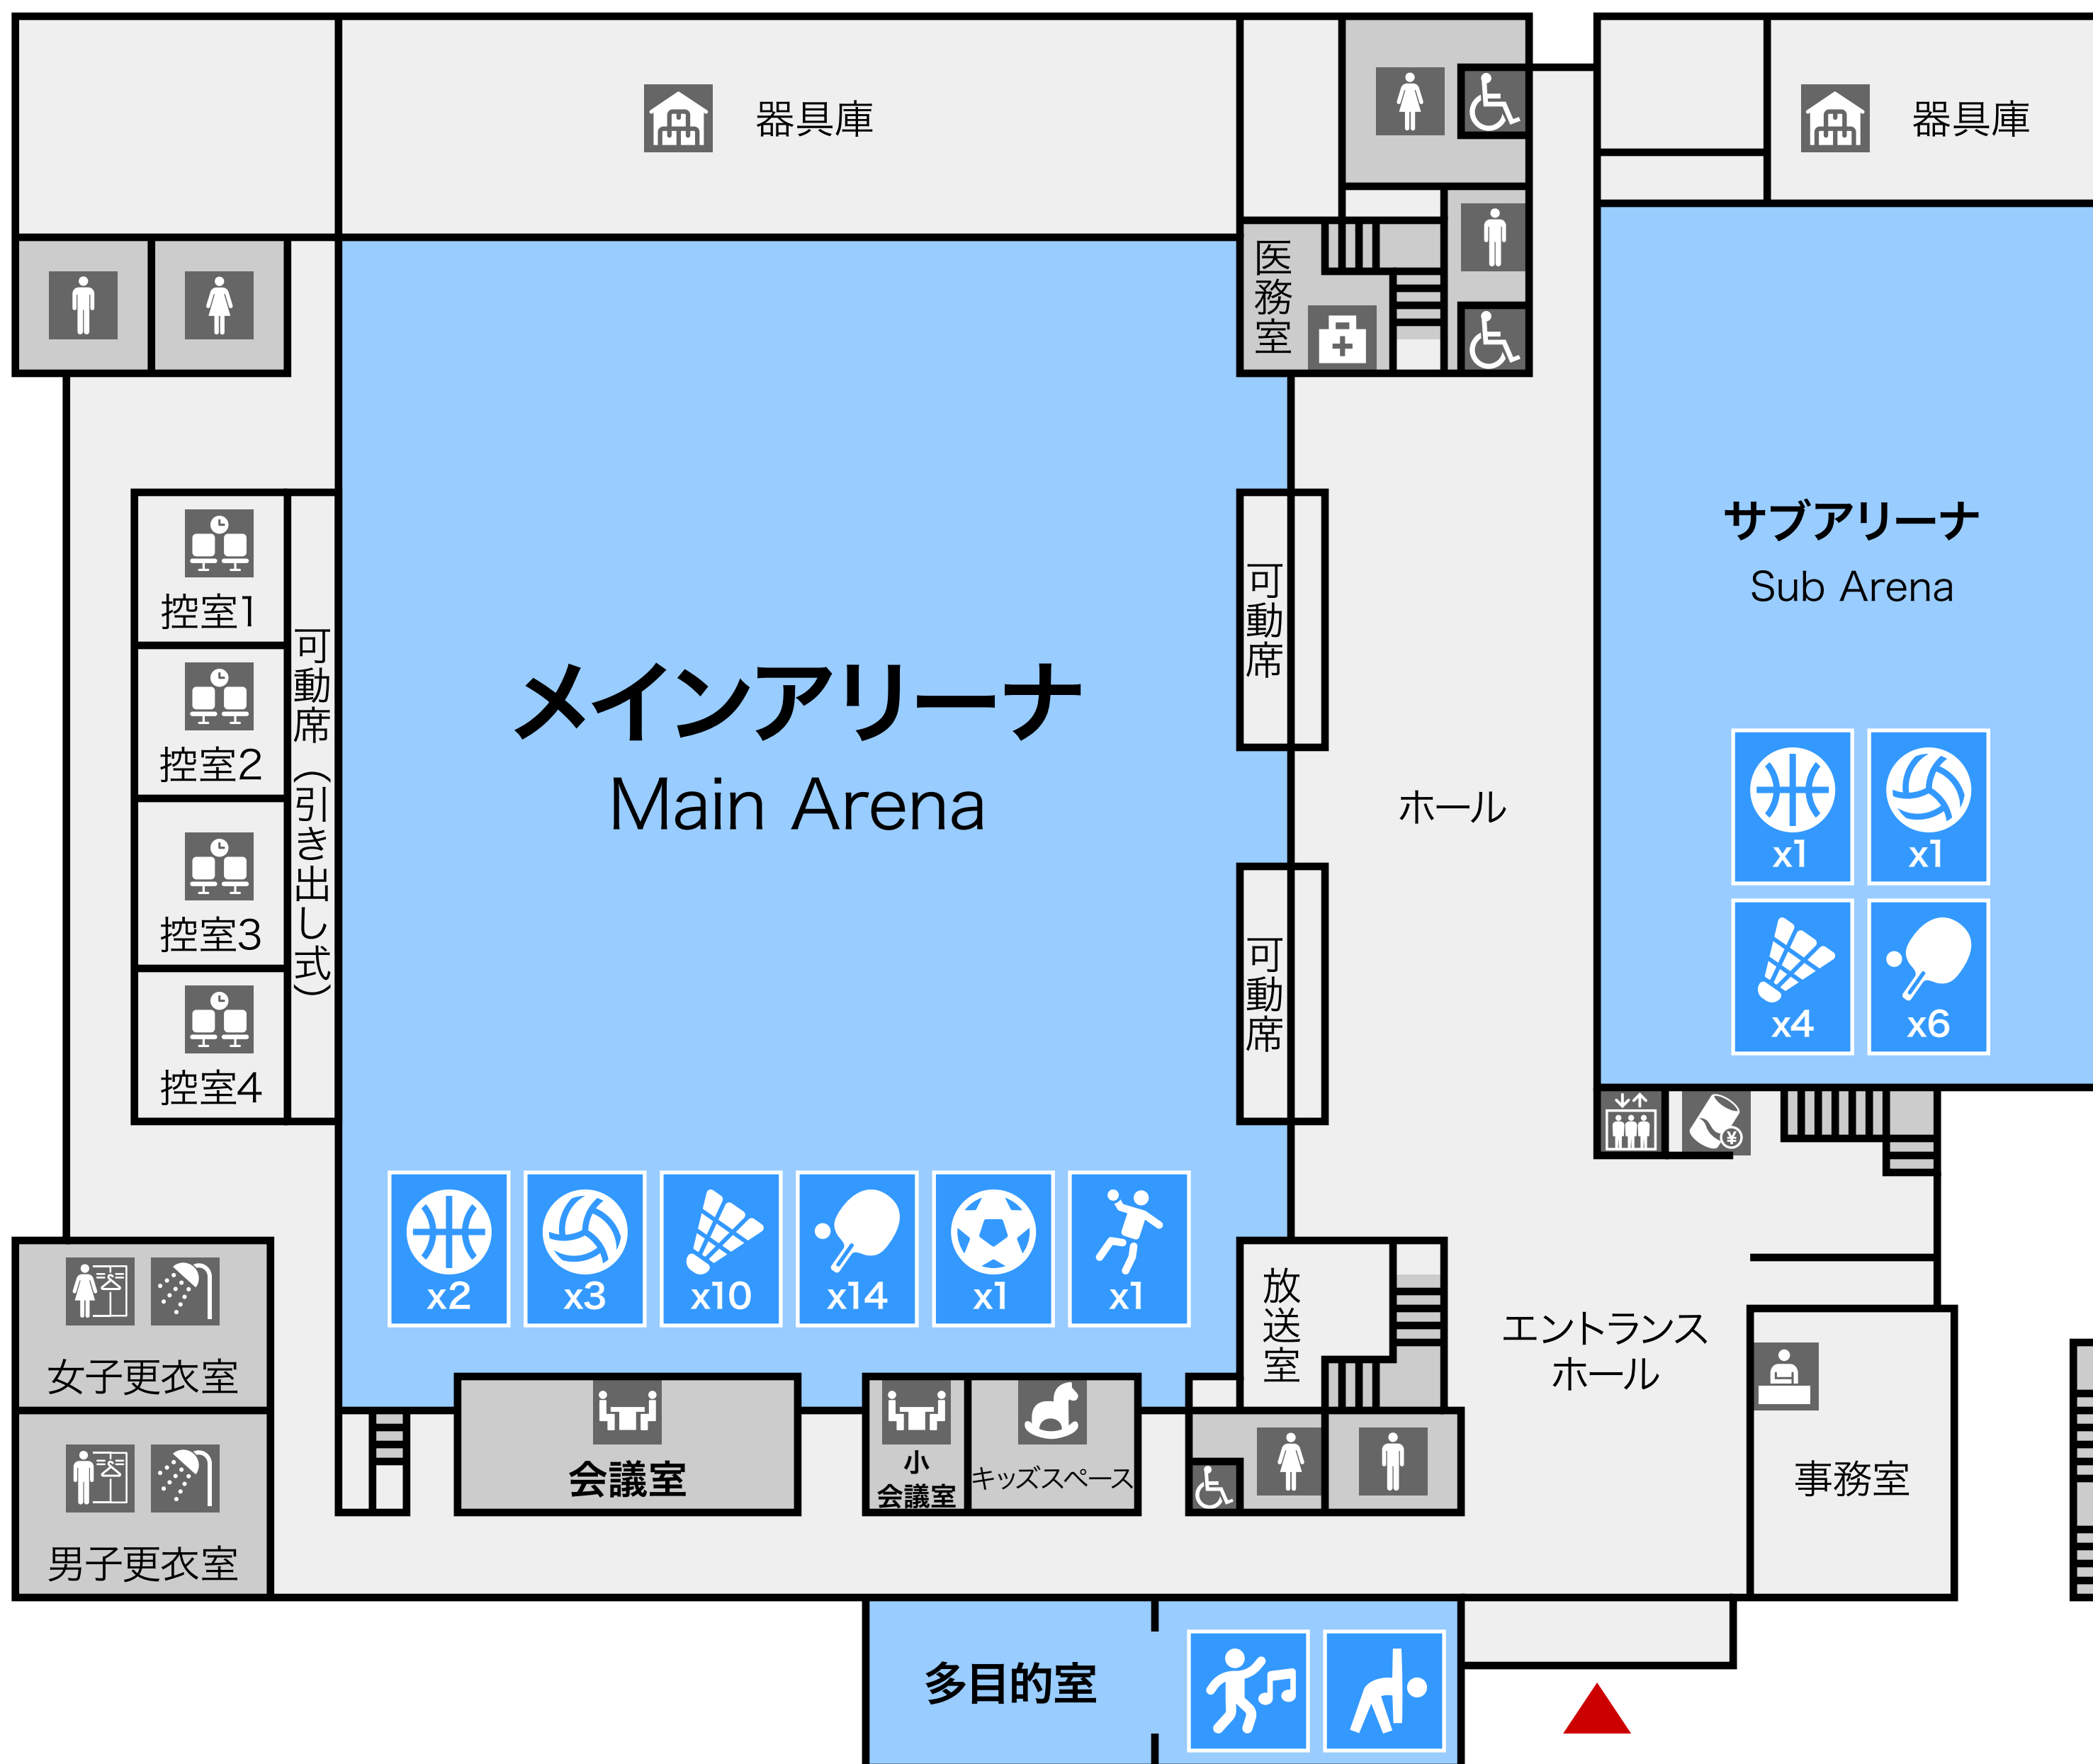 器具庫
器具庫
医務室
控室1
控室2
控室3
控室4
可動席（引き出し式）
メインアリーナ
Main Arena
可動席
可動席
ホール
サブアリーナ
Sub Arena
x1
x1
x4
x6
x2
x3
x10
x14
x1
x1
放送室
エントランス
ホール
女子更衣室
男子更衣室
会議室
小
会議室
キッズスペース
事務室
多目的室
¥